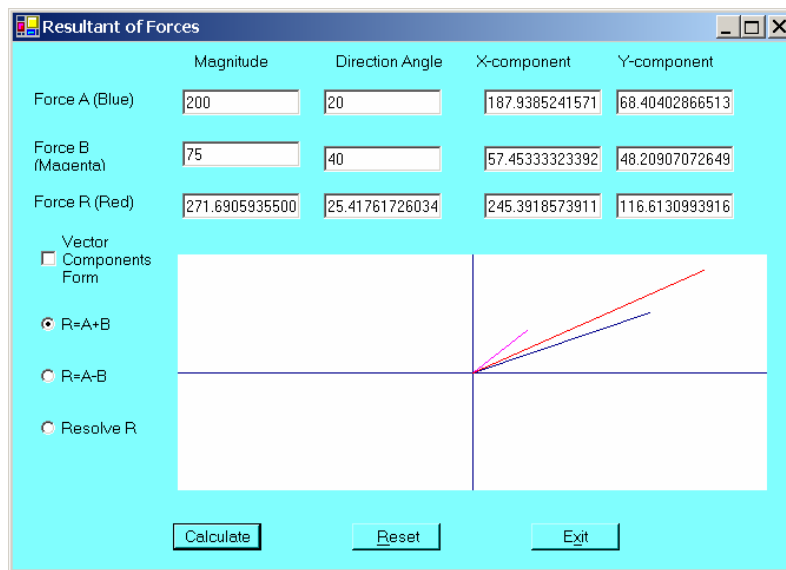 Resultant of Forces
Magnitude Direction Angle X-component Y-component
Force A (Blue) 200 20 187.9385241571 68.40402866513
Force B
(Magenta) 75 40 57.45333323392 48.20907072649
Force R (Red) 271.6905935500 25.41761726034 245.3918573911 116.6130993916
Vector
Components
Form
R=A+B
R=A-B
Resolve R
Calculate Reset Exit